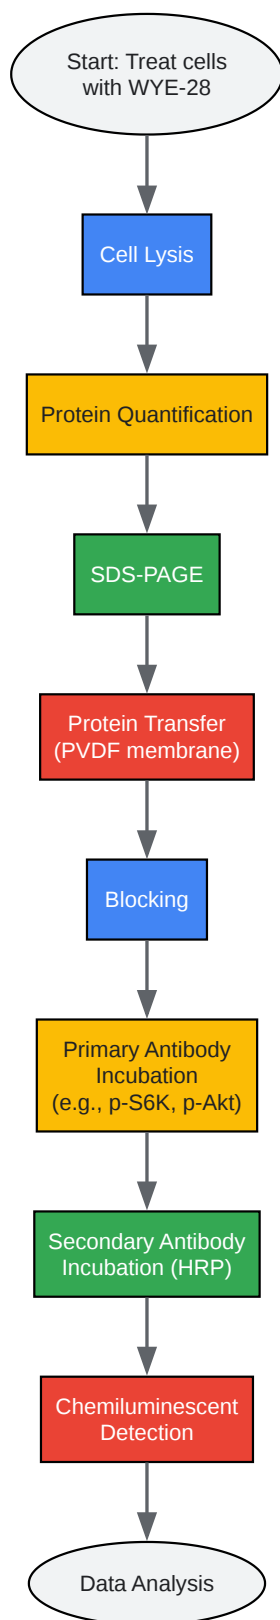 Start: Treat cells
with WYE-28
Cell Lysis
Protein Quantification
SDS-PAGE
Protein Transfer
(PVDF membrane)
Blocking
Primary Antibody
Incubation
(e.g., p-S6K, p-Akt)
Secondary Antibody
Incubation (HRP)
Chemiluminescent
Detection
Data Analysis